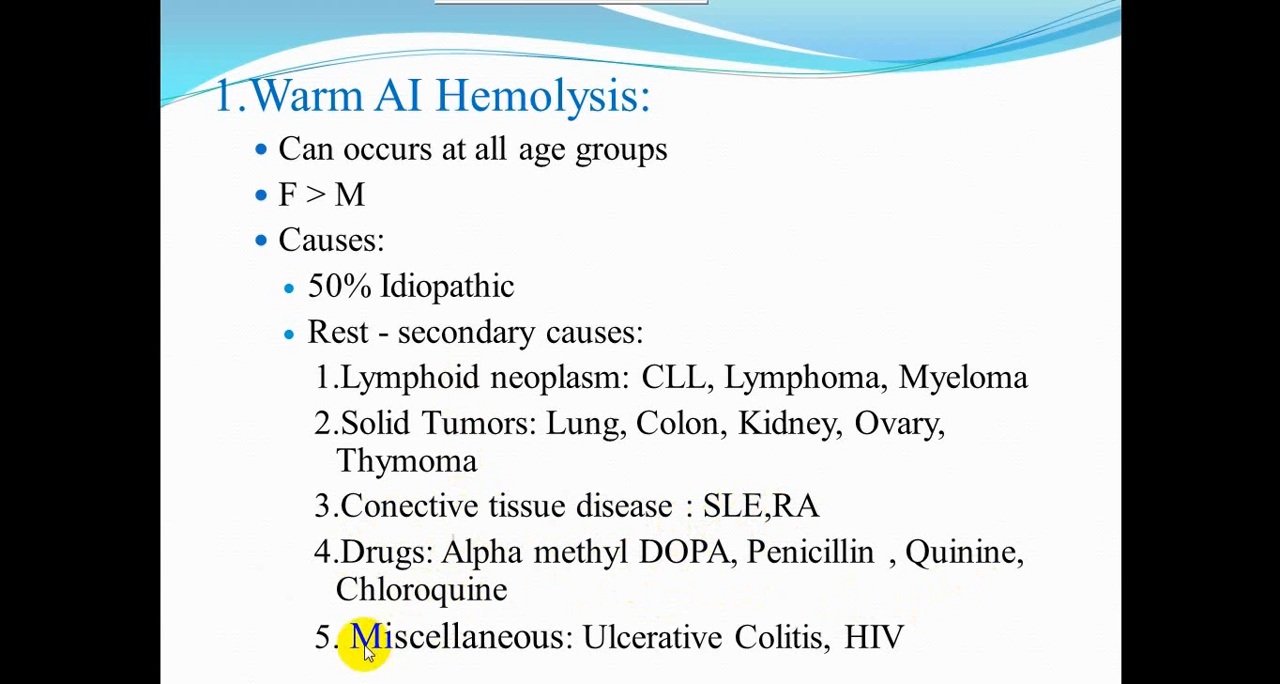 1.Warm AI Hemolysis:
• Can occurs at all age groups
• F > M
• Causes:
• 50% Idiopathic
• Rest - secondary causes:
1.Lymphoid neoplasm: CLL, Lymphoma, Myeloma
2.Solid Tumors: Lung, Colon, Kidney, Ovary,
Thymoma
3.Conective tissue disease : SLE,RA
4.Drugs: Alpha methyl DOPA, Penicillin , Quinine,
Chloroquine
5. Miscellaneous: Ulcerative Colitis, HIV